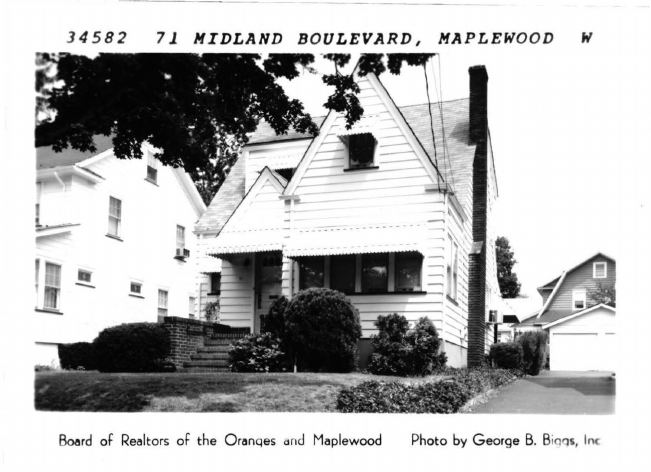 34582 71 MIDLAND BOULEVARD, MAPLEWOOD W
Board of Realtors of the Oranges and Maplewood Photo by George B. Biggs, Inc